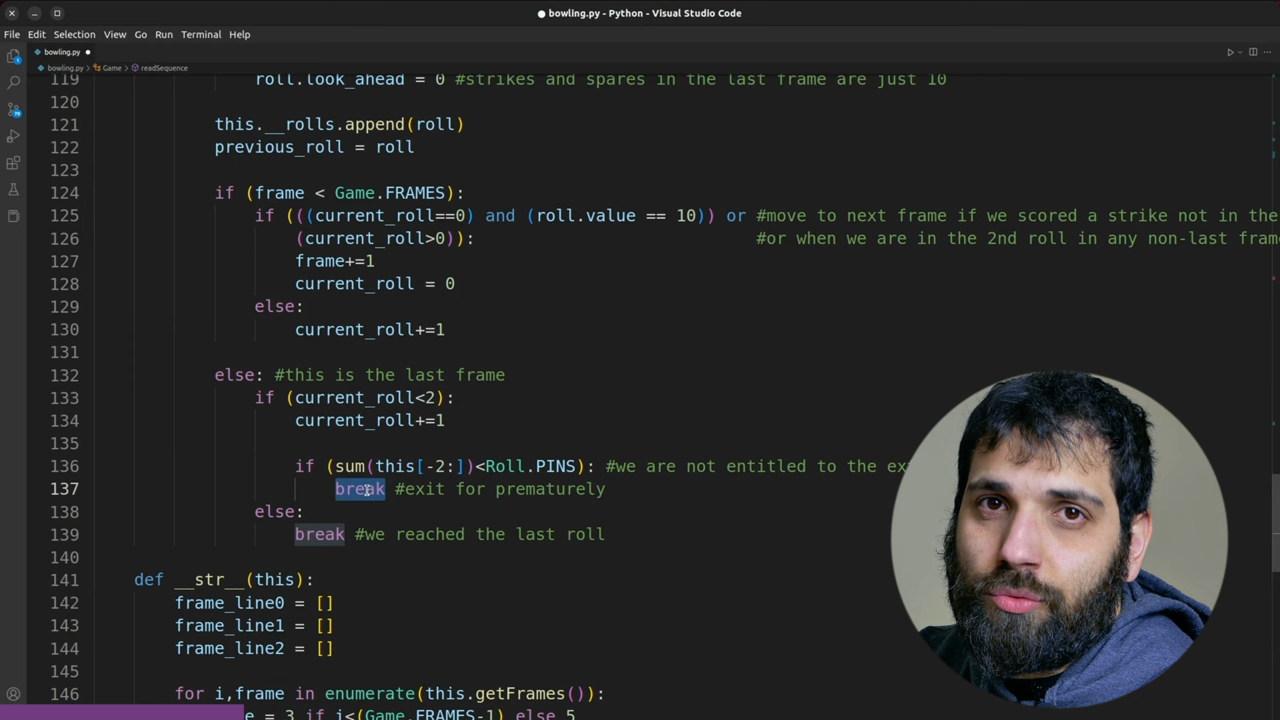 bowling.py - Python - Visual Studio Code
File Edit Selection View Go Run Terminal Help
bowling.py
bowling.py > Game > readSequence
119 roll.look_ahead = 0 #strikes and spares in the last frame are just 10
120
121 this.__rolls.append(roll)
122 previous_roll = roll
123
124 if (frame < Game.FRAMES):
125 if (((current_roll==0) and (roll.value == 10)) or #move to next frame if we scored a strike not in the
126 (current_roll>0)): #or when we are in the 2nd roll in any non-last fram
127 frame+=1
128 current_roll = 0
129 else:
130 current_roll+=1
131
132 else: #this is the last frame
133 if (current_roll<2):
134 current_roll+=1
135
136 if (sum(this[-2:])<Roll.PINS): #we are not entitled to the ex
137 break #exit for prematurely
138 else:
139 break #we reached the last roll
140
141 def __str__(this):
142 frame_line0 = []
143 frame_line1 = []
144 frame_line2 = []
145
146 for i,frame in enumerate(this.getFrames()):
= 3 if i<(Game.FRAMES-1) else 5